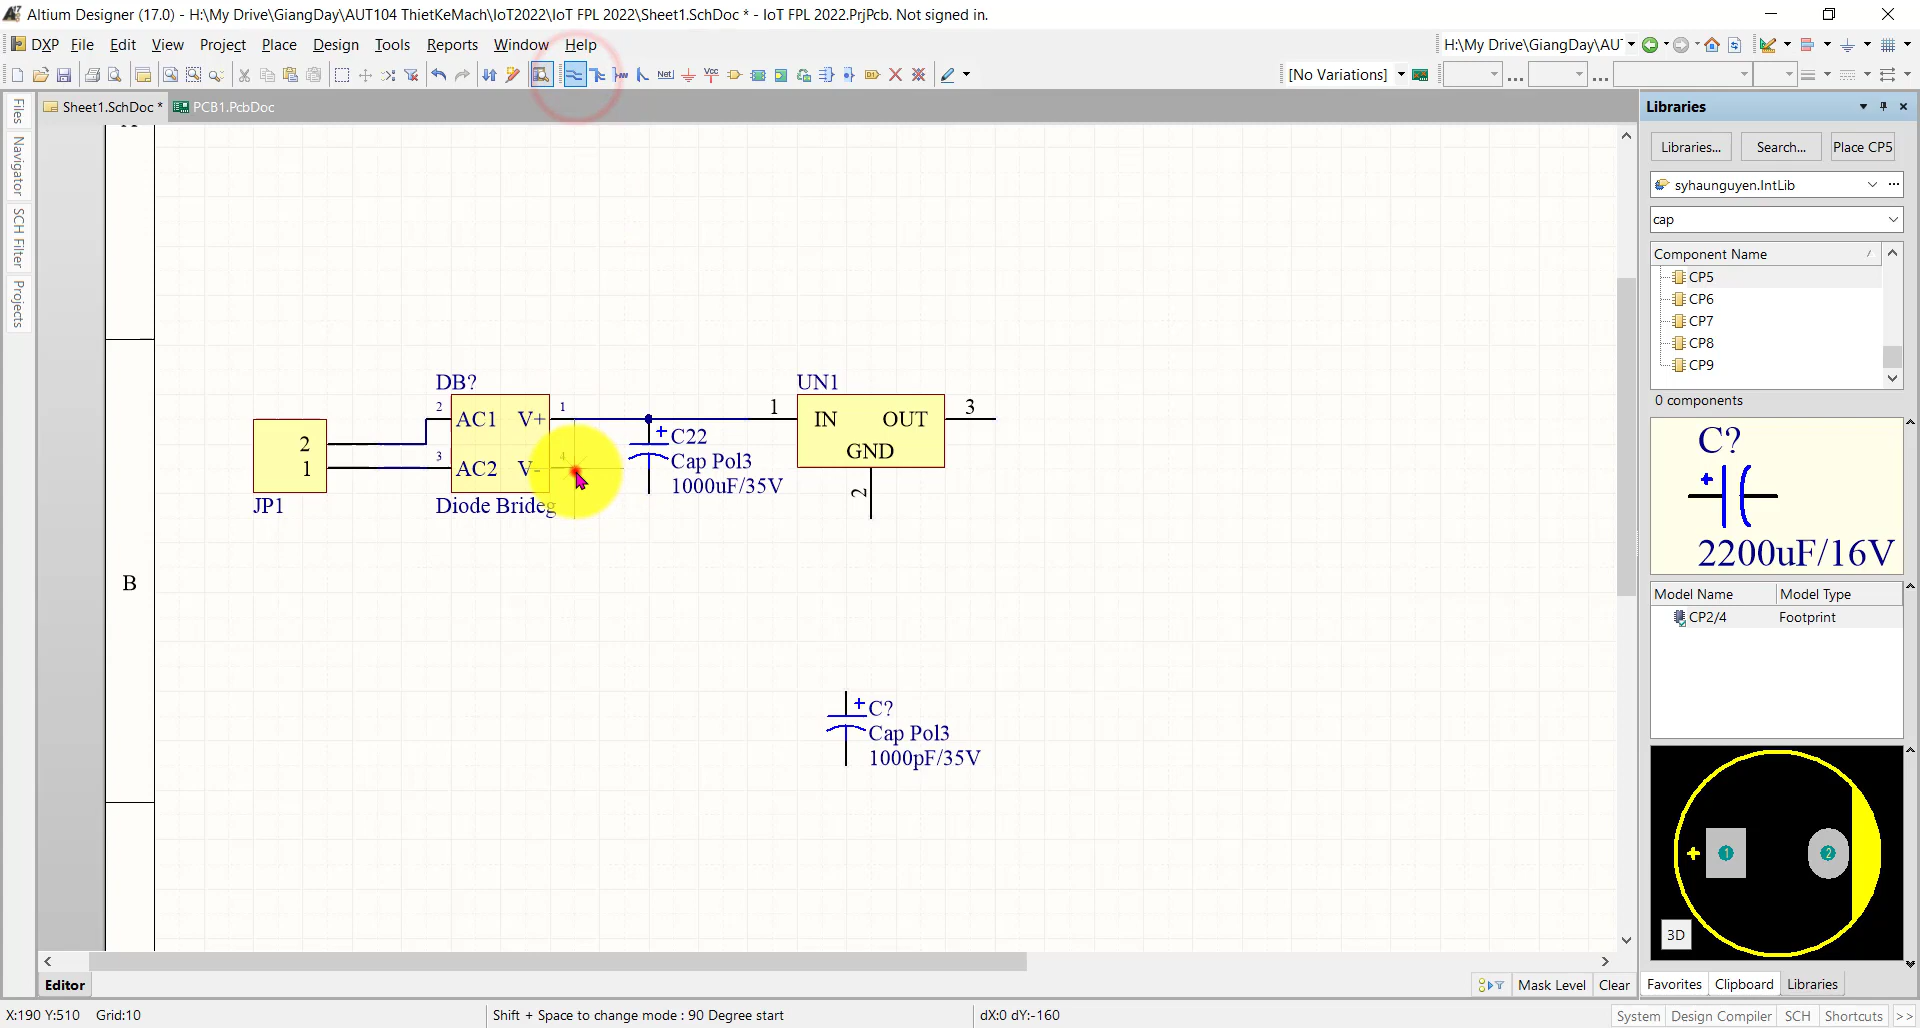 Altium Designer (17.0) - H:\My Drive\GiangDay\AUT104 ThietKeMach\IoT2022\IoT FPL 2022\Sheet1.SchDoc * - IoT FPL 2022.PrjPcb. Not signed in.
DXP File Edit View Project Place Design Tools Reports Window Help
H:\My Drive\GiangDay\AU
Net
Vcc
[No Variations]
Sheet1.SchDoc * PCB1.PcbDoc
Files
Navigator
SCH Filter
Projects
Libraries
Libraries... Search... Place CP5
syhaunguyen.IntLib
cap
Component Name
CP5
CP6
CP7
CP8
CP9
0 components
C?
2200uF/16V
Model Name Model Type
CP2/4 Footprint
1 2
3D
DB?
2 AC1 V+ 1
3 AC2 V- 4
Diode Brideg
2
1
JP1
C22
Cap Pol3
1000uF/35V
UN1
1 IN OUT 3
GND
2
B
C?
Cap Pol3
1000pF/35V
Editor
Mask Level Clear
Favorites Clipboard Libraries
X:190 Y:510 Grid:10
Shift + Space to change mode : 90 Degree start
dX:0 dY:-160
System Design Compiler SCH Shortcuts >>